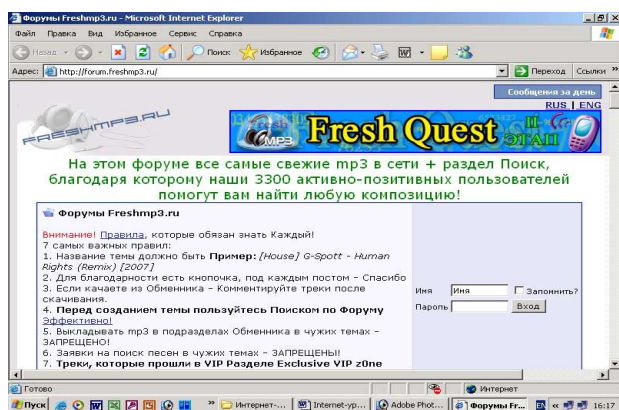 Форумы Freshmp3.ru - Microsoft Internet Explorer
Файл Правка Вид Избранное Сервис Справка
Назад Поиск Избранное
Адрес: http://forum.freshmp3.ru/ Переход Ссылки »
Сообщения за день
RUS | ENG
FRESHMP3.RU
MP3 Fresh Quest II-й ЭТАП
На этом форуме все самые свежие mp3 в сети + раздел Поиск,
благодаря которому наши 3300 активно-позитивных пользователей
помогут вам найти любую композицию!
Форумы Freshmp3.ru
Внимание! Правила, которые обязан знать Каждый!
7 самых важных правил:
1. Название темы должно быть Пример: [House] G-Spott - Human
Rights (Remix) [2007]
2. Для благодарности есть кнопочка, под каждым постом - Спасибо
3. Если качаете из Обменника - Комментируйте треки после
скачивания.
4. Перед созданием темы пользуйтесь Поиском по Форуму
Эффективно!
5. Выкладывать mp3 в подразделах Обменника в чужих темах -
ЗАПРЕЩЕНО!
6. Заявки на поиск песен в чужих темах - ЗАПРЕЩЕНЫ!
7. Треки, которые прошли в VIP Разделе Exclusive VIP z0ne
Имя Имя Запомнить?
Пароль Вход
Готово Интернет
Пуск » Интернет-... Internet-ур... Adobe Phot... Форумы Fr... EN « 16:17